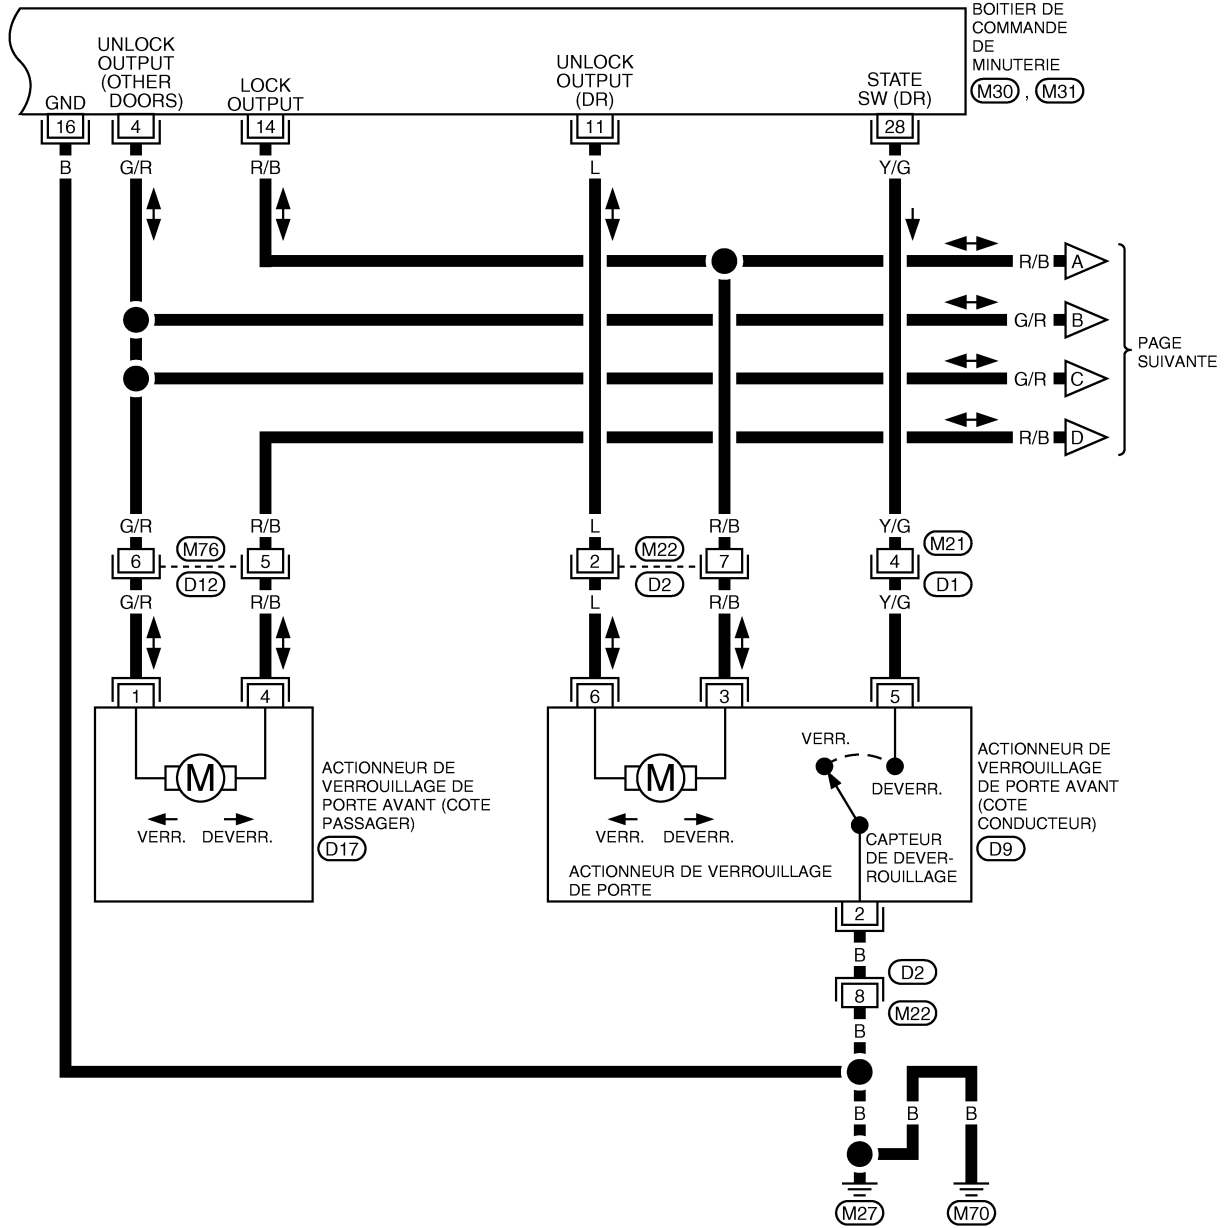 BOITIER DE
COMMANDE
DE
MINUTERIE
M30 , M31
GND
UNLOCK
OUTPUT
(OTHER
DOORS)
LOCK
OUTPUT
UNLOCK
OUTPUT
(DR)
STATE
SW (DR)
16 4 14 11 28
B G/R R/B L Y/G
R/B A
G/R B
G/R C
R/B D
PAGE
SUIVANTE
G/R R/B L R/B Y/G
6 M76 5 2 M22 7 4 M21
D12 D2 D1
G/R R/B L R/B Y/G
1 4 6 3 5
M M
VERR. DEVERR.
ACTIONNEUR DE
VERROUILLAGE DE
PORTE AVANT (COTE
PASSAGER)
D17
VERR. DEVERR.
ACTIONNEUR DE VERROUILLAGE
DE PORTE
VERR.
DEVERR.
CAPTEUR
DE DEVER-
ROUILLAGE
ACTIONNEUR DE
VERROUILLAGE
DE PORTE AVANT
(COTE
CONDUCTEUR)
D9
2
B
D2
8
M22
B
B B B
M27 M70